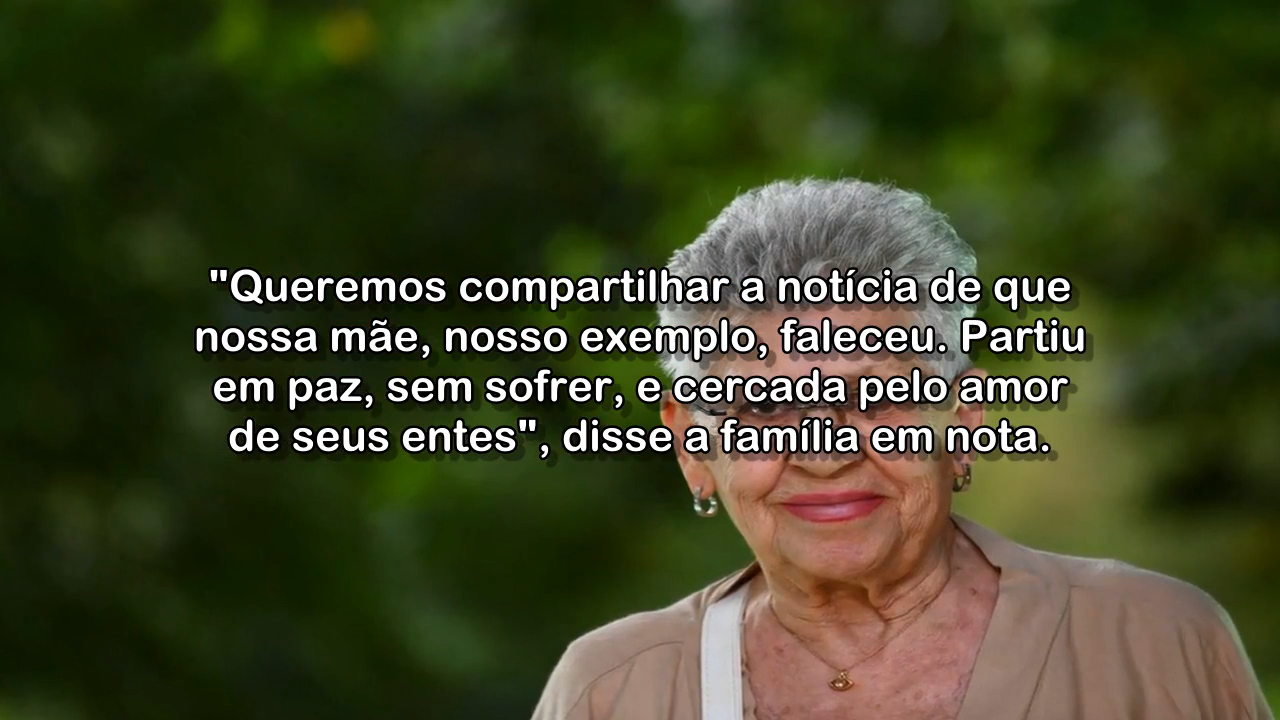 "Queremos compartilhar a notícia de que
nossa mãe, nosso exemplo, faleceu. Partiu
em paz, sem sofrer, e cercada pelo amor
de seus entes", disse a família em nota.